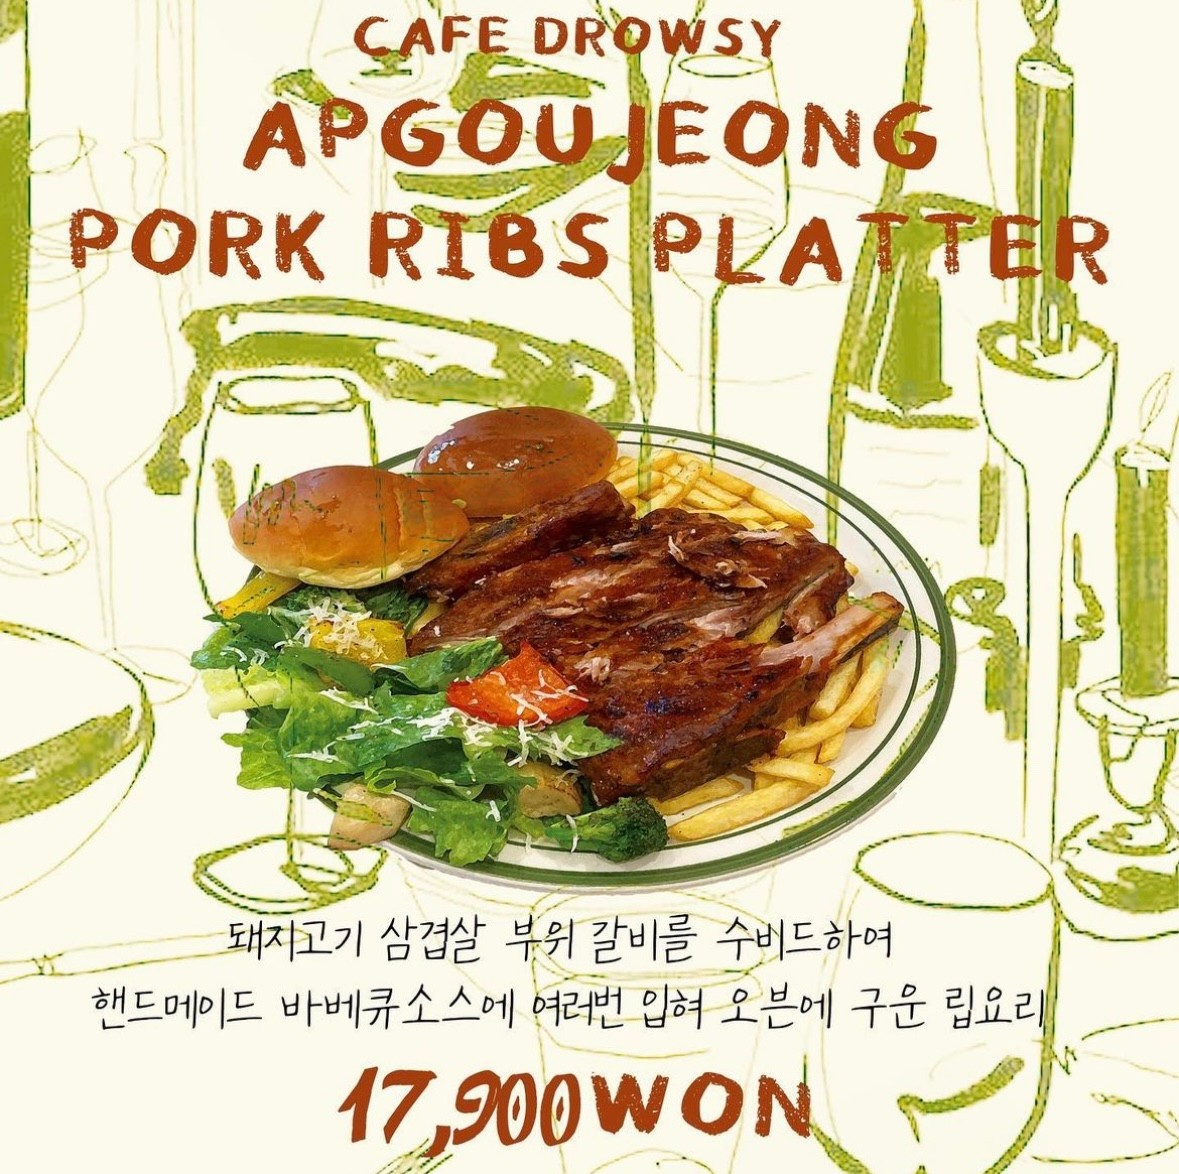 CAFE DROWSY
APGOUJEONG
PORK RIBS PLATTER
돼지고기 삼겹살 부위 갈비를 수비드하여
핸드메이드 바베큐소스에 여러번 입혀 오븐에 구운 립요리
17,900WON